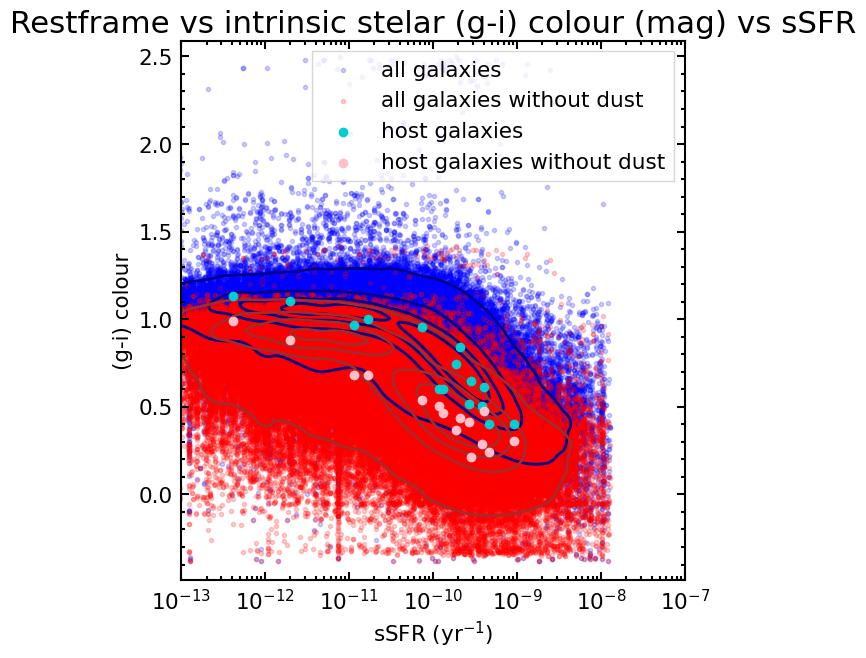 Restframe vs intrinsic stelar (g-i) colour (mag) vs sSFR
all galaxies
all galaxies without dust
host galaxies
host galaxies without dust
2.5
2.0
1.5
1.0
0.5
0.0
(g-i) colour
10⁻¹³ 10⁻¹² 10⁻¹¹ 10⁻¹⁰ 10⁻⁹ 10⁻⁸ 10⁻⁷
sSFR (yr⁻¹)